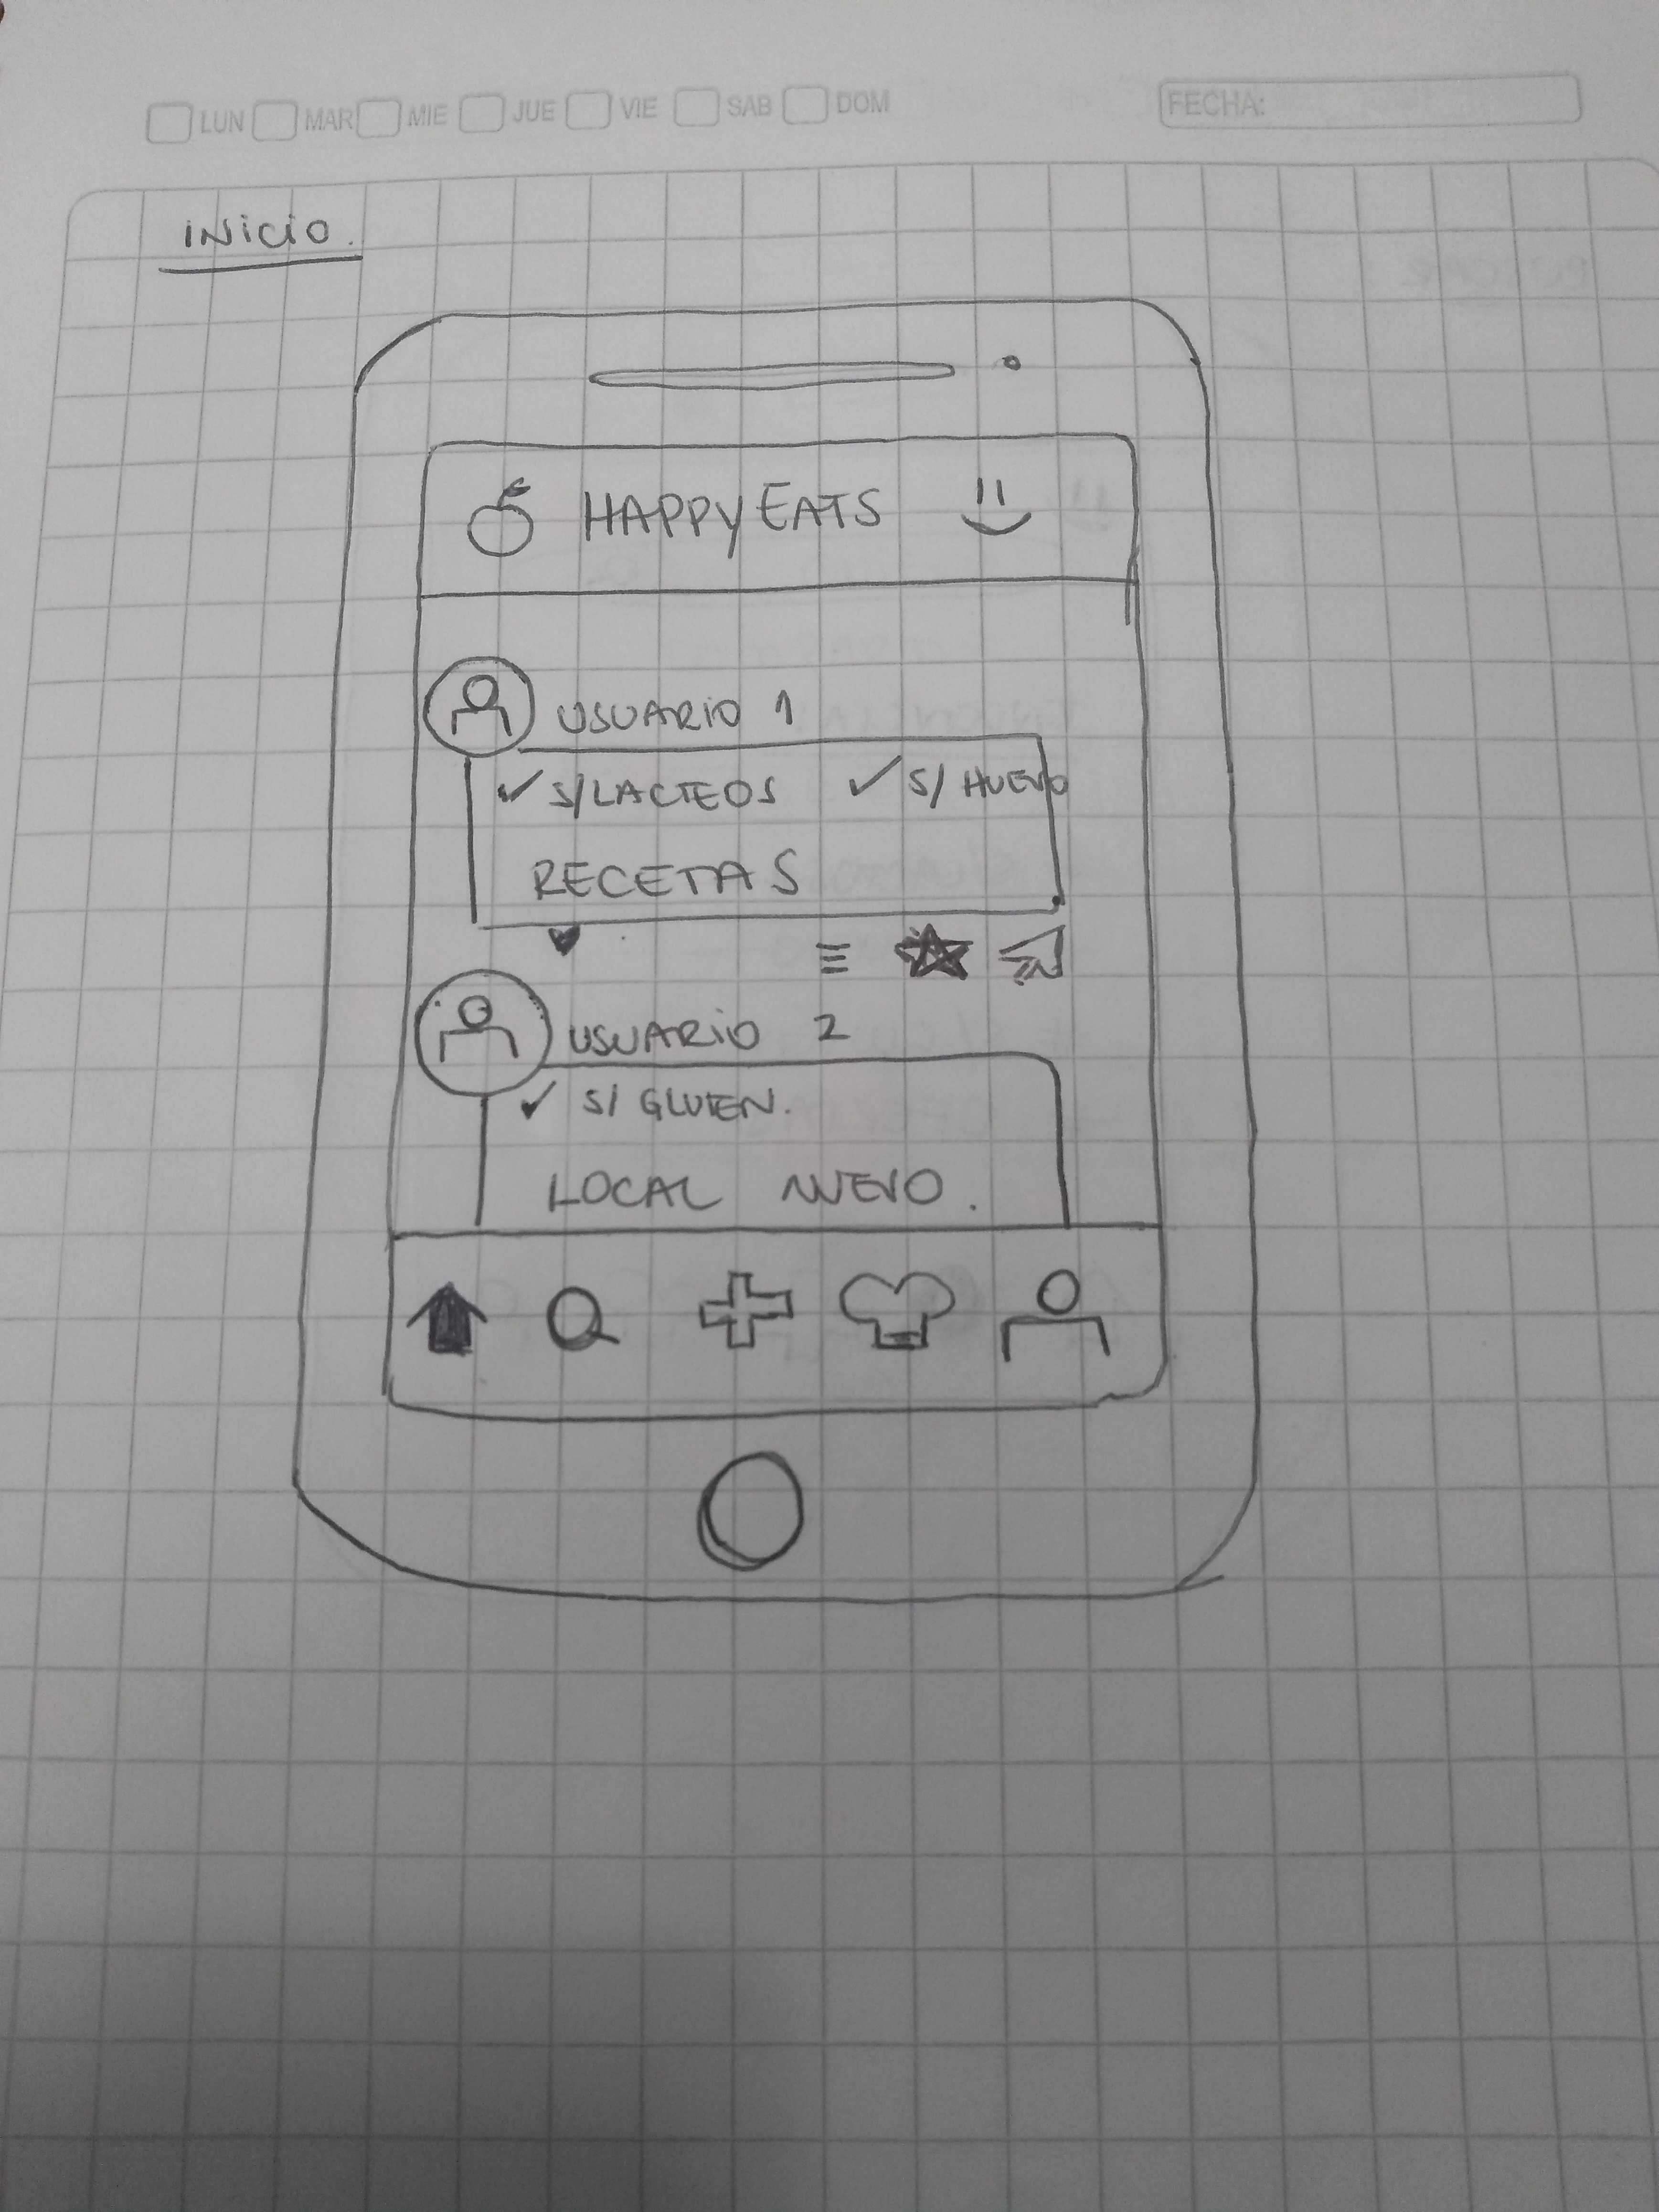 LUN MAR MIE JUE VIE SAB DOM FECHA:
INICIO.
HAPPY EATS
USUARIO 1
✓ S/LACTEOS ✓ S/ HUEVO
RECETAS
USUARIO 2
✓ S/ GLUTEN.
LOCAL NUEVO.